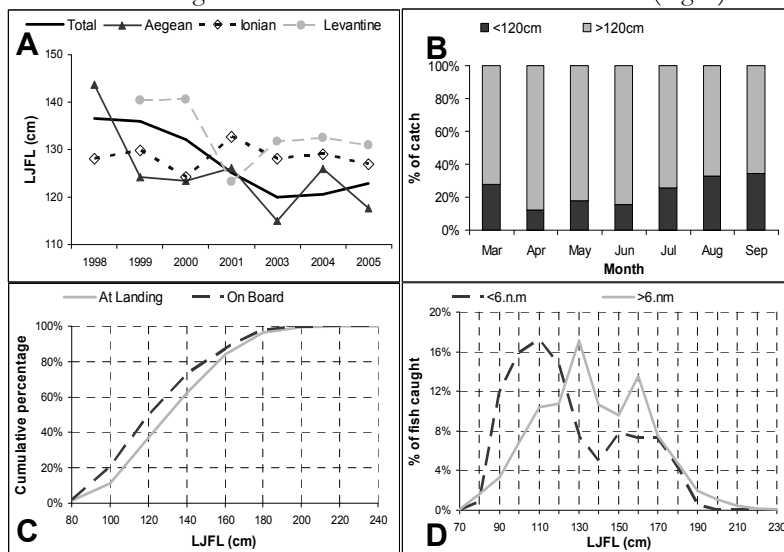 Total Aegean Ionian Levantine
A
LJFL (cm)
150
140
130
120
110
1998 1999 2000 2001 2003 2004 2005
<120cm >120cm
B
% of catch
100%
80%
60%
40%
20%
0%
Mar Apr May Jun Jul Aug Sep
Month
At Landing On Board
Cumulative percentage
100%
80%
60%
40%
20%
0%
80 100 120 140 160 180 200 220 240
C
LJFL (cm)
<6.n.m >6.nm
% of fish caught
20%
16%
12%
8%
4%
0%
70 90 110 130 150 170 190 210 230
D
LJFL (cm)